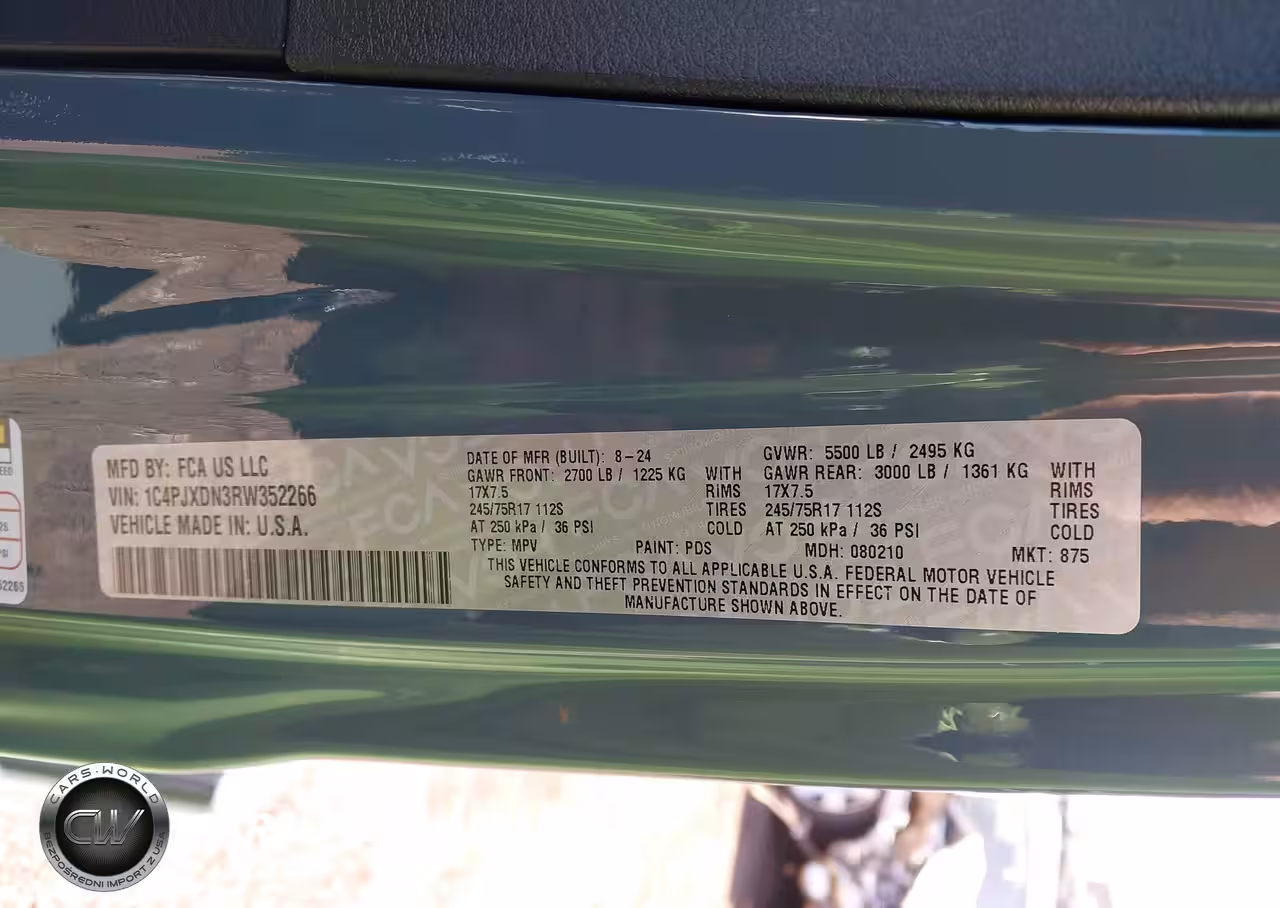 MFD BY: FCA US LLC
VIN: 1C4PJXDN3RW352266
VEHICLE MADE IN: U.S.A.
DATE OF MFR (BUILT): 8-24
GAWR FRONT: 2700 LB / 1225 KG WITH
17X7.5 RIMS
245/75R17 112S TIRES
AT 250 kPa / 36 PSI COLD
GVWR: 5500 LB / 2495 KG
GAWR REAR: 3000 LB / 1361 KG WITH
17X7.5 RIMS
245/75R17 112S TIRES
AT 250 kPa / 36 PSI COLD
TYPE: MPV PAINT: PDS MDH: 080210 MKT: 875
THIS VEHICLE CONFORMS TO ALL APPLICABLE U.S.A. FEDERAL MOTOR VEHICLE
SAFETY AND THEFT PREVENTION STANDARDS IN EFFECT ON THE DATE OF
MANUFACTURE SHOWN ABOVE.
CARS-WORLD
CW
BEZPOŚREDNI IMPORT Z USA